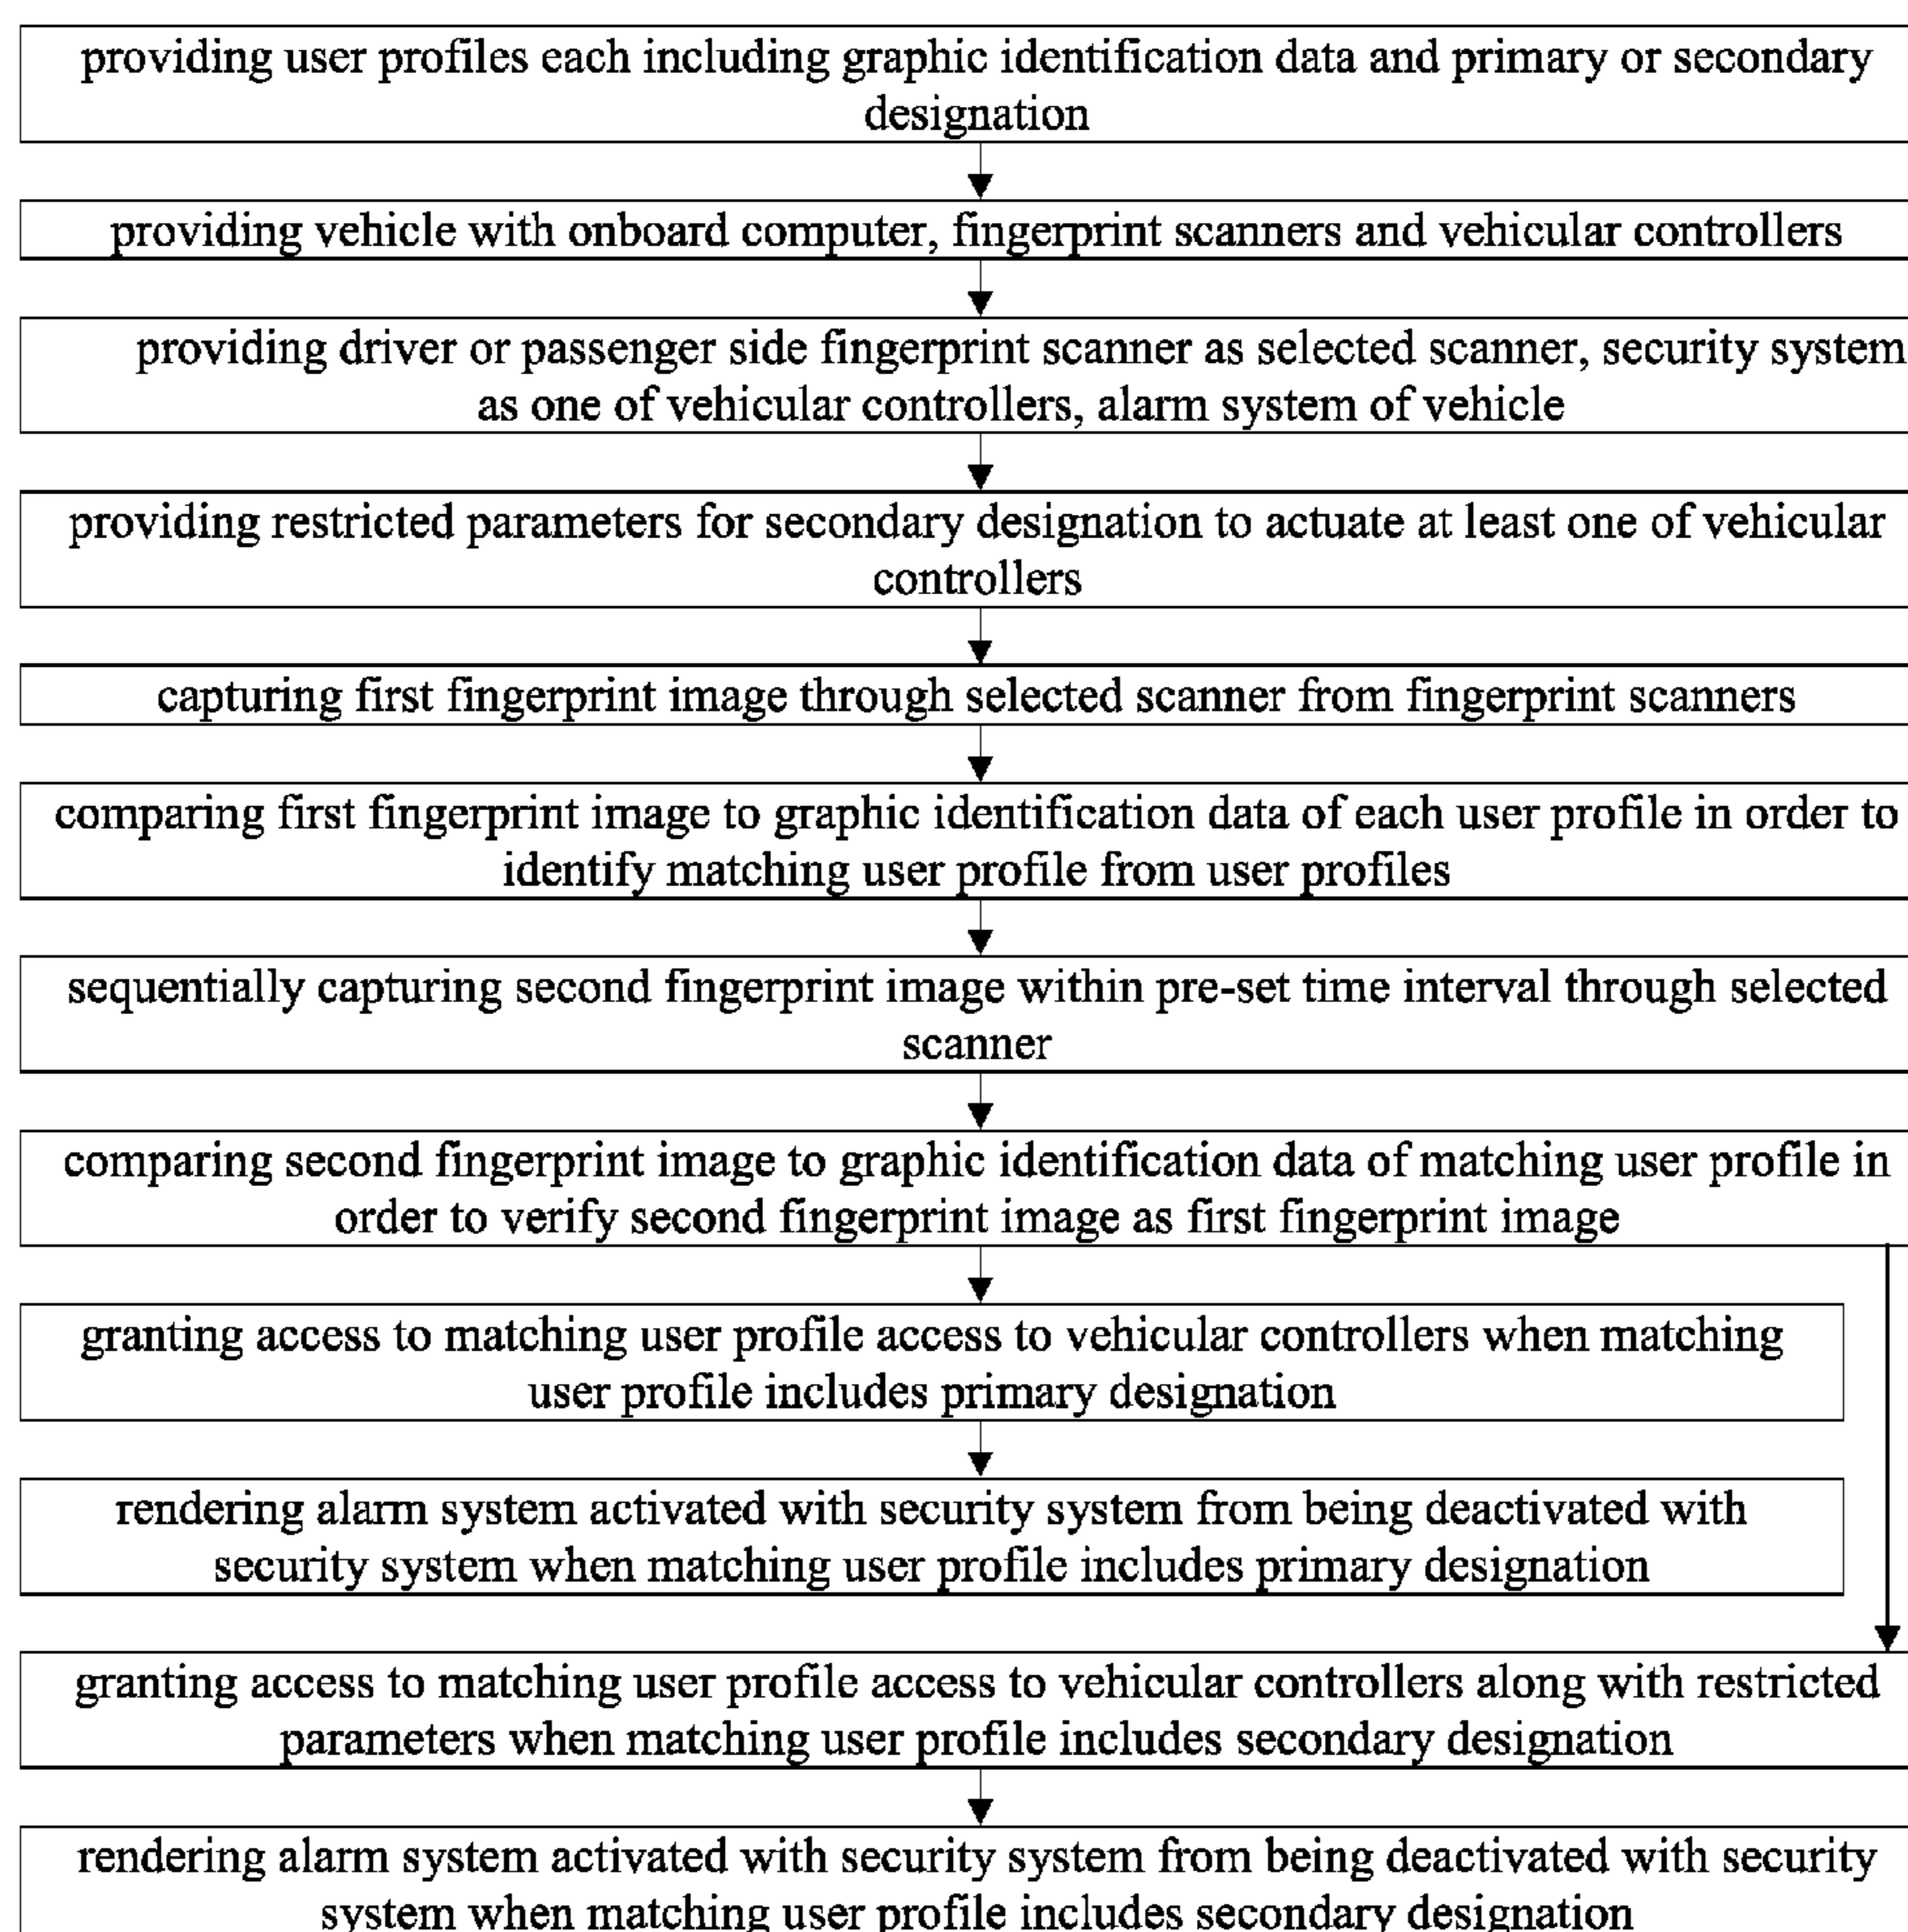 providing user profiles each including graphic identification data and primary or secondary
designation
providing vehicle with onboard computer, fingerprint scanners and vehicular controllers
providing driver or passenger side fingerprint scanner as selected scanner, security system
as one of vehicular controllers, alarm system of vehicle
providing restricted parameters for secondary designation to actuate at least one of vehicular
controllers
capturing first fingerprint image through selected scanner from fingerprint scanners
comparing first fingerprint image to graphic identification data of each user profile in order to
identify matching user profile from user profiles
sequentially capturing second fingerprint image within pre-set time interval through selected
scanner
comparing second fingerprint image to graphic identification data of matching user profile in
order to verify second fingerprint image as first fingerprint image
granting access to matching user profile access to vehicular controllers when matching
user profile includes primary designation
rendering alarm system activated with security system from being deactivated with
security system when matching user profile includes primary designation
granting access to matching user profile access to vehicular controllers along with restricted
parameters when matching user profile includes secondary designation
rendering alarm system activated with security system from being deactivated with security
system when matching user profile includes secondary designation